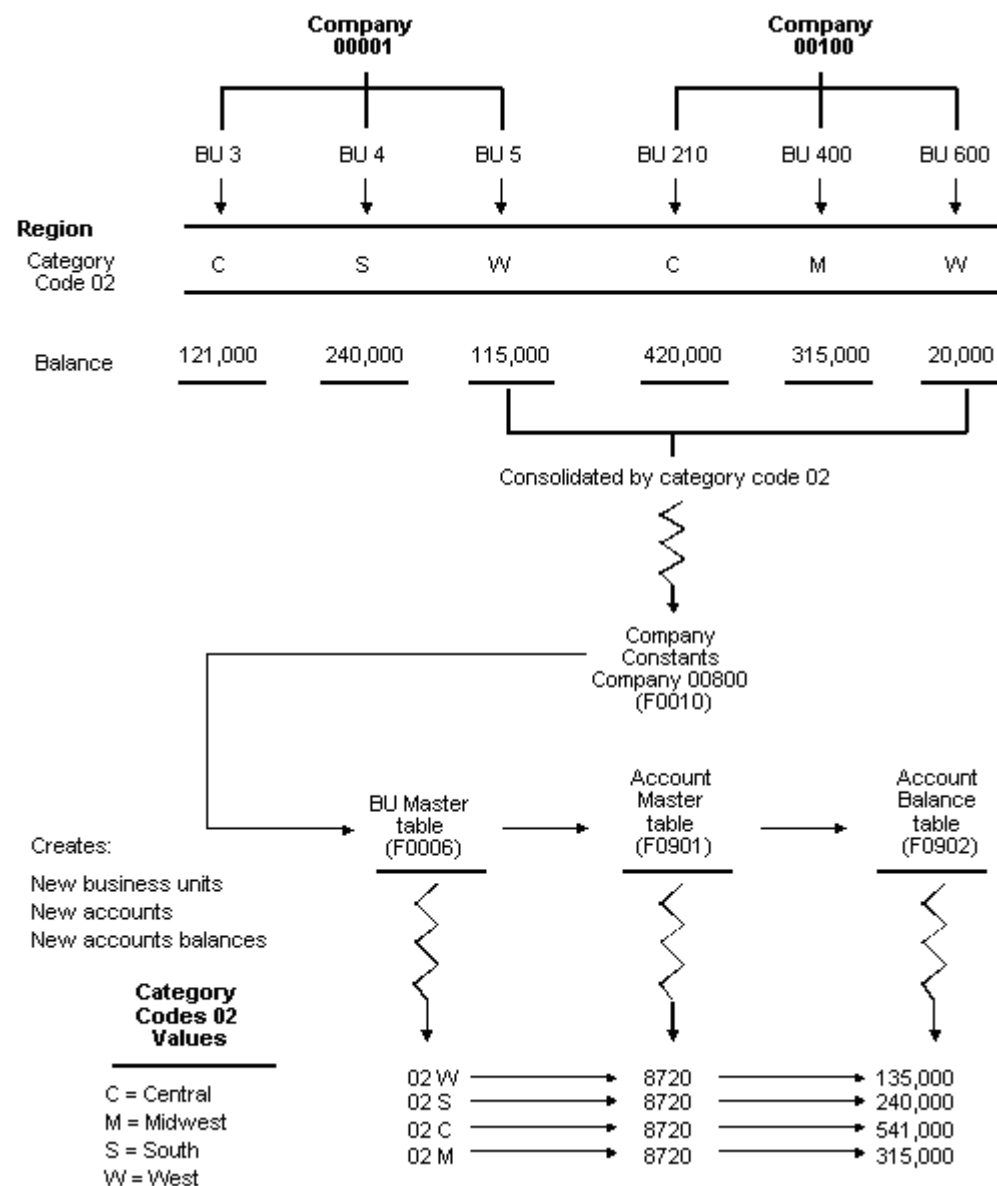 Company
00001
Company
00100
BU 3 BU 4 BU 5 BU 210 BU 400 BU 600
Region
Category
Code 02
C S W C M W
Balance 121,000 240,000 115,000 420,000 315,000 20,000
Consolidated by category code 02
Company
Constants
Company 00800
(F0010)
BU Master
table
(F0006)
Account
Master
table
(F0901)
Account
Balance
table
(F0902)
Creates:
New business units
New accounts
New accounts balances
Category
Codes 02
Values
C = Central
M = Midwest
S = South
W = West
02 W 8720 135,000
02 S 8720 240,000
02 C 8720 541,000
02 M 8720 315,000